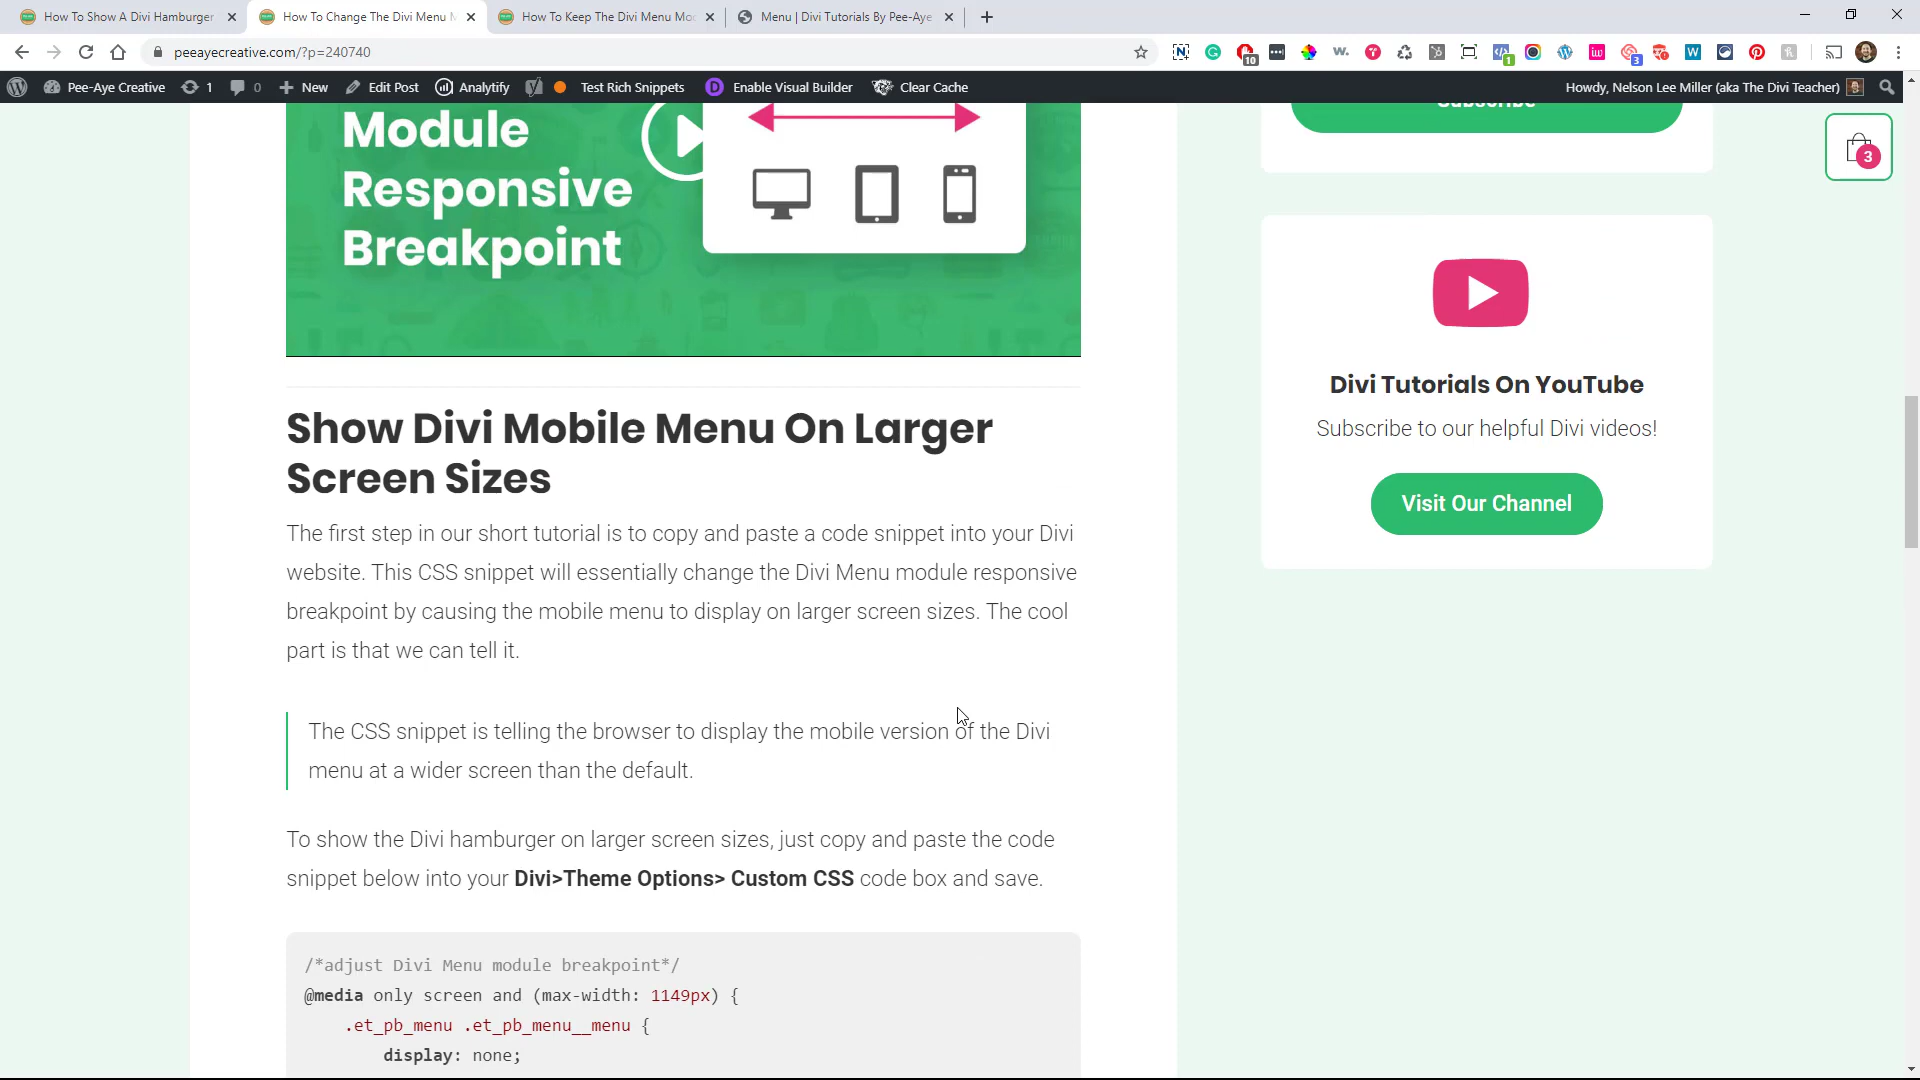 How To Show A Divi Hamburger
How To Change The Divi Menu M
How To Keep The Divi Menu Mod
Menu | Divi Tutorials By Pee-Aye
peeayecreative.com/?p=240740
10
1
3
Pee-Aye Creative
1
0
New
Edit Post
Analytify
Test Rich Snippets
Enable Visual Builder
Clear Cache
Howdy, Nelson Lee Miller (aka The Divi Teacher)
Module
Responsive
Breakpoint
Subscribe
3
Divi Tutorials On YouTube
Subscribe to our helpful Divi videos!
Visit Our Channel
Show Divi Mobile Menu On Larger
Screen Sizes
The first step in our short tutorial is to copy and paste a code snippet into your Divi
website. This CSS snippet will essentially change the Divi Menu module responsive
breakpoint by causing the mobile menu to display on larger screen sizes. The cool
part is that we can tell it.
The CSS snippet is telling the browser to display the mobile version of the Divi
menu at a wider screen than the default.
To show the Divi hamburger on larger screen sizes, just copy and paste the code
snippet below into your Divi>Theme Options> Custom CSS code box and save.
/*adjust Divi Menu module breakpoint*/
@media only screen and (max-width: 1149px) {
.et_pb_menu .et_pb_menu__menu {
display: none;